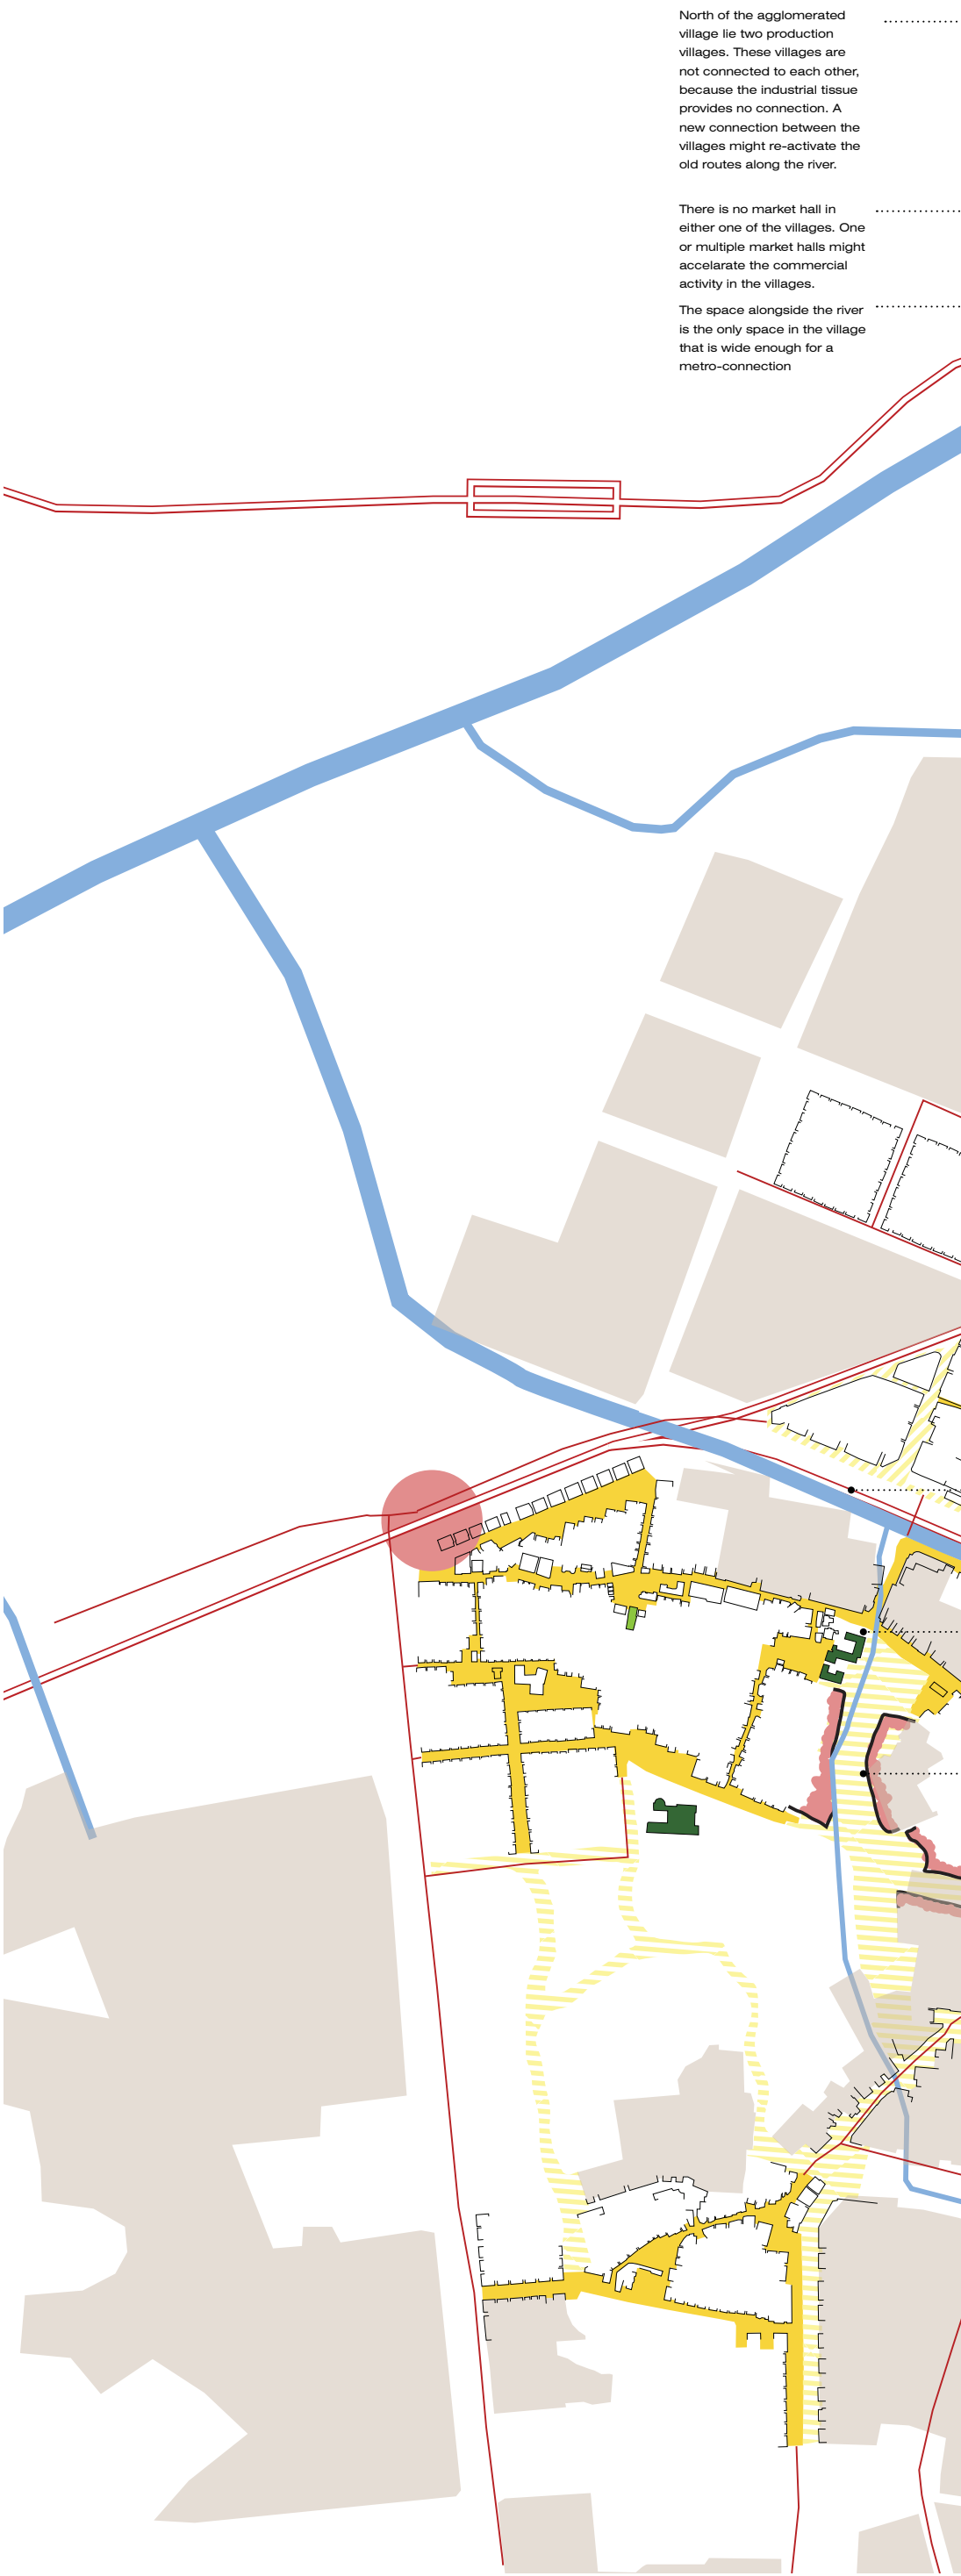 North of the agglomerated
village lie two production
villages. These villages are
not connected to each other,
because the industrial tissue
provides no connection. A
new connection between the
villages might re-activate the
old routes along the river.
There is no market hall in
either one of the villages. One
or multiple market halls might
accelarate the commercial
activity in the villages.
The space alongside the river
is the only space in the village
that is wide enough for a
metro-connection